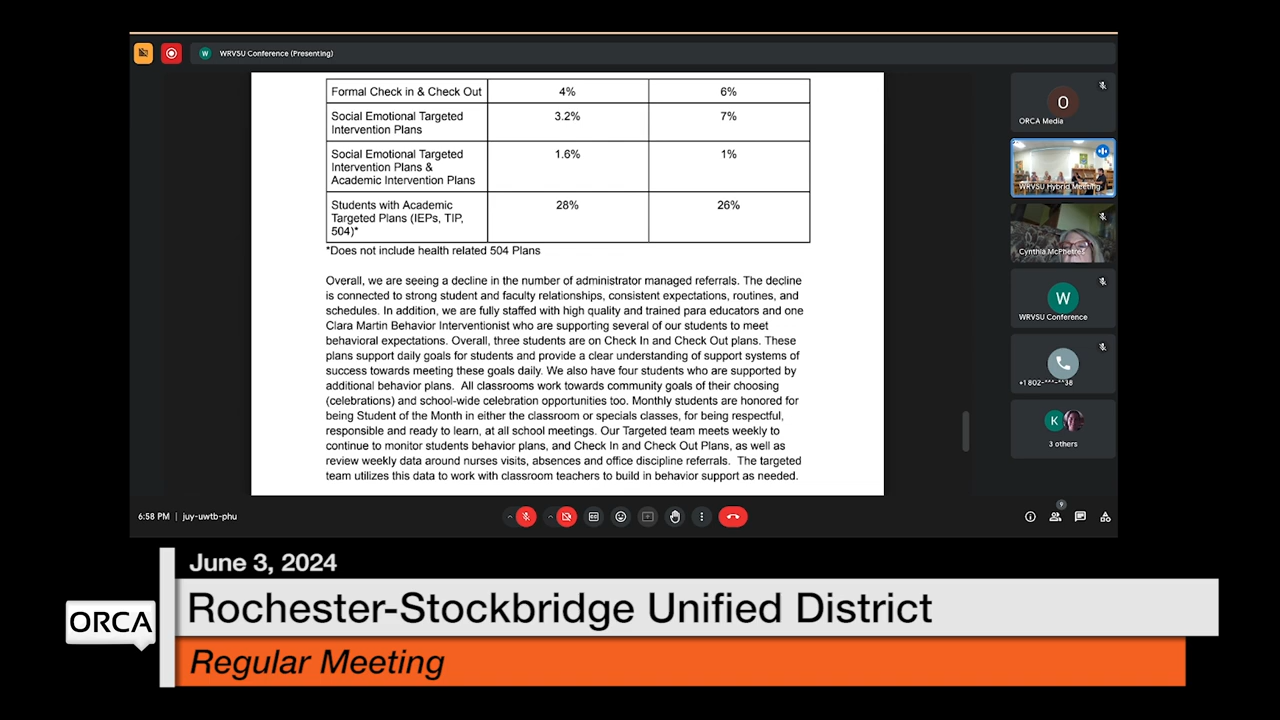 WRVSU Conference (Presenting)
Formal Check in & Check Out 4% 6%
Social Emotional Targeted 3.2% 7%
Intervention Plans
Social Emotional Targeted 1.6% 1%
Intervention Plans &
Academic Intervention Plans
Students with Academic 28% 26%
Targeted Plans (IEPs, TIP,
504)*
*Does not include health related 504 Plans
Overall, we are seeing a decline in the number of administrator managed referrals. The decline
is connected to strong student and faculty relationships, consistent expectations, routines, and
schedules. In addition, we are fully staffed with high quality and trained para educators and one
Clara Martin Behavior Interventionist who are supporting several of our students to meet
behavioral expectations. Overall, three students are on Check In and Check Out plans. These
plans support daily goals for students and provide a clear understanding of support systems of
success towards meeting these goals daily. We also have four students who are supported by
additional behavior plans. All classrooms work towards community goals of their choosing
(celebrations) and school-wide celebration opportunities too. Monthly students are honored for
being Student of the Month in either the classroom or specials classes, for being respectful,
responsible and ready to learn, at all school meetings. Our Targeted team meets weekly to
continue to monitor students behavior plans, and Check In and Check Out Plans, as well as
review weekly data around nurses visits, absences and office discipline referrals. The targeted
team utilizes this data to work with classroom teachers to build in behavior support as needed.
W
O
ORCA Media
WRVSU Hybrid Meeting
Cynthia McPhetres
W
WRVSU Conference
+1 802-***-**38
K
3 others
6:58 PM | juy-uwtb-phu
9
June 3, 2024
Rochester-Stockbridge Unified District
ORCA
Regular Meeting